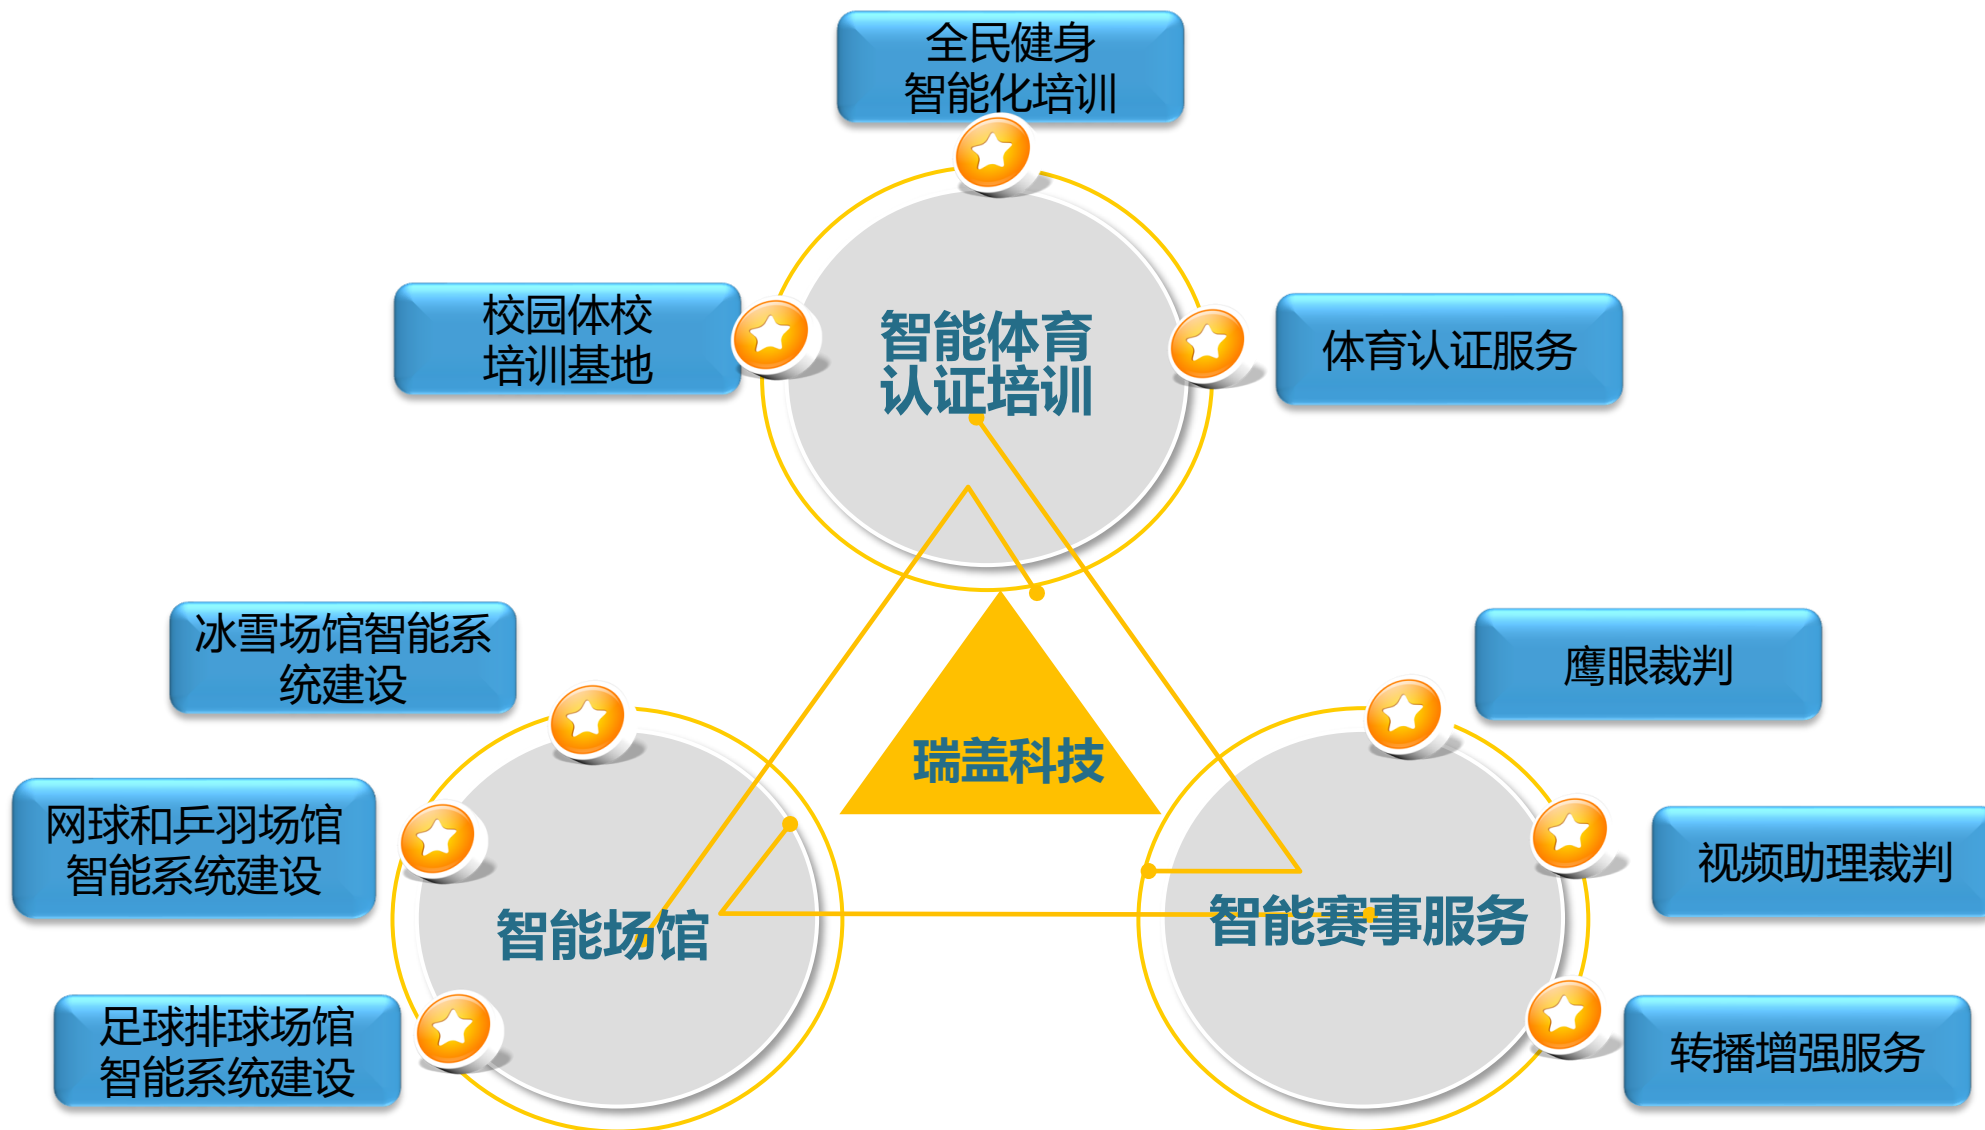 全民健身
智能化培训
校园体校
培训基地
智能体育
认证培训
体育认证服务
冰雪场馆智能系
统建设
鹰眼裁判
瑞盖科技
网球和乒羽场馆
智能系统建设
视频助理裁判
智能场馆
智能赛事服务
足球排球场馆
智能系统建设
转播增强服务